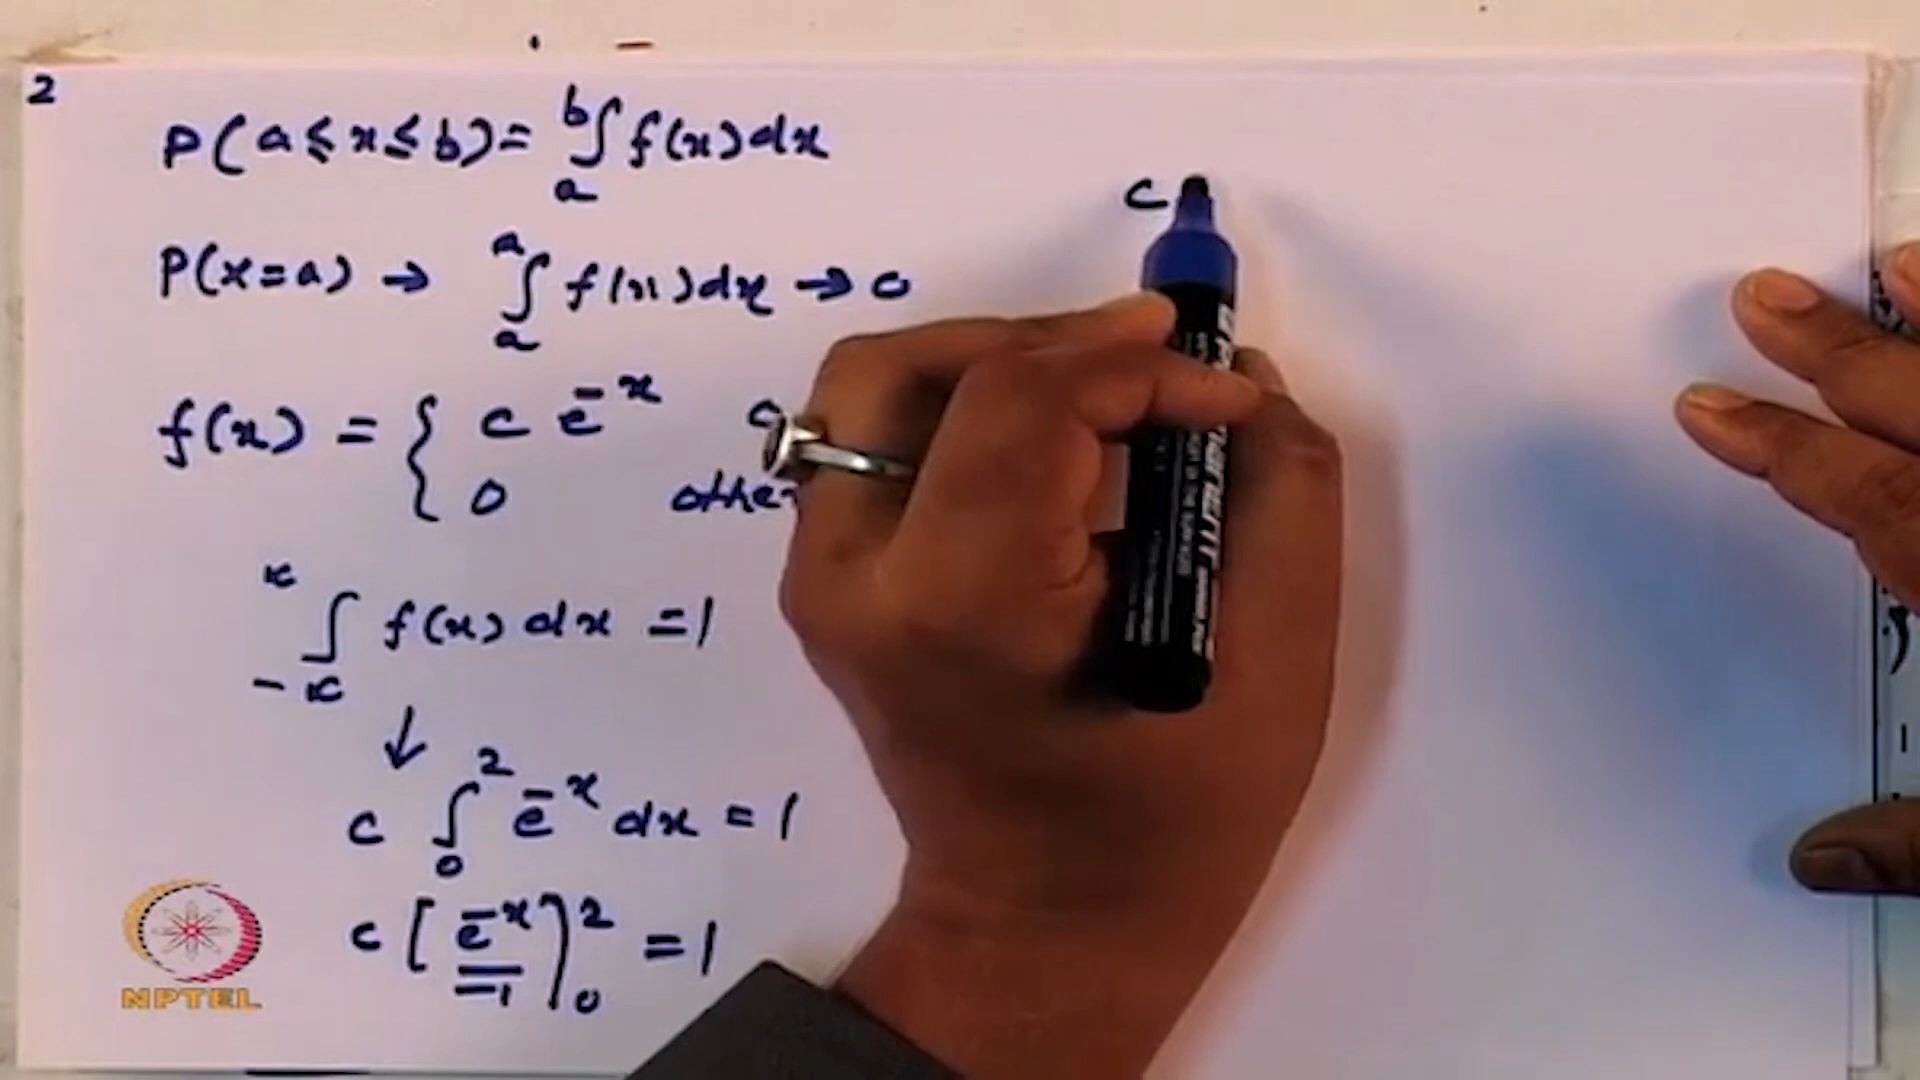 2
P(a ≤ x ≤ b) = ∫_a^b f(x) dx
P(x = a) → ∫_a^a f(x) dx → 0
f(x) = { c e^-x
0
∫_-∞^∞ f(x) dx = 1
↓
c ∫_0^2 e^-x dx = 1
c [ e^-x / -1 ]_0^2 = 1
c
NPTEL